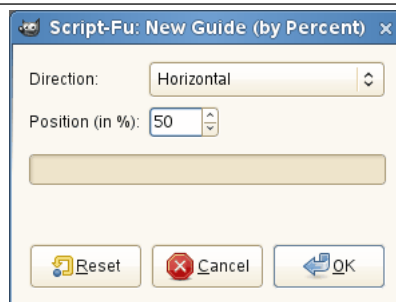 Script-Fu: New Guide (by Percent)
Direction: Horizontal
Position (in %): 50
Reset Cancel OK